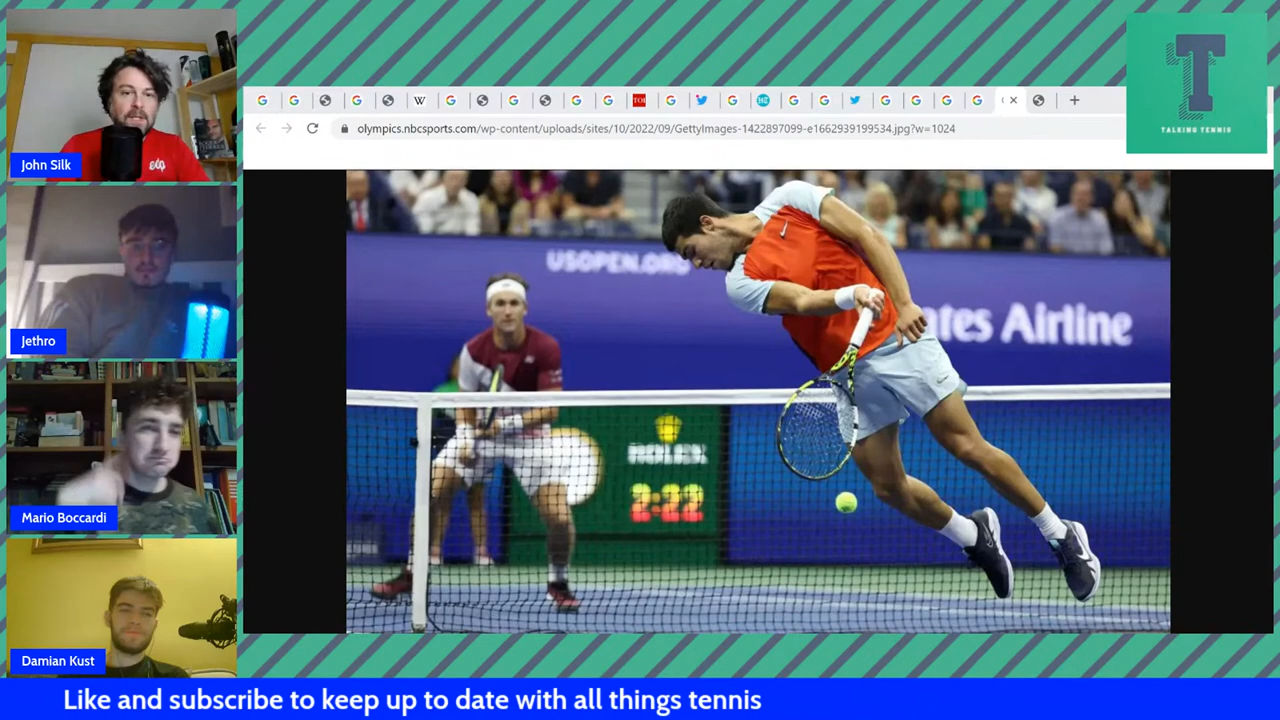 John Silk
Jethro
Mario Boccardi
Damian Kust
olympics.nbcsports.com/wp-content/uploads/sites/10/2022/09/GettyImages-1422897099-e1662939199534.jpg?w=1024
T
TALKING TENNIS
USOPEN.ORG
ates Airline
ROLEX
2:22
Like and subscribe to keep up to date with all things tennis